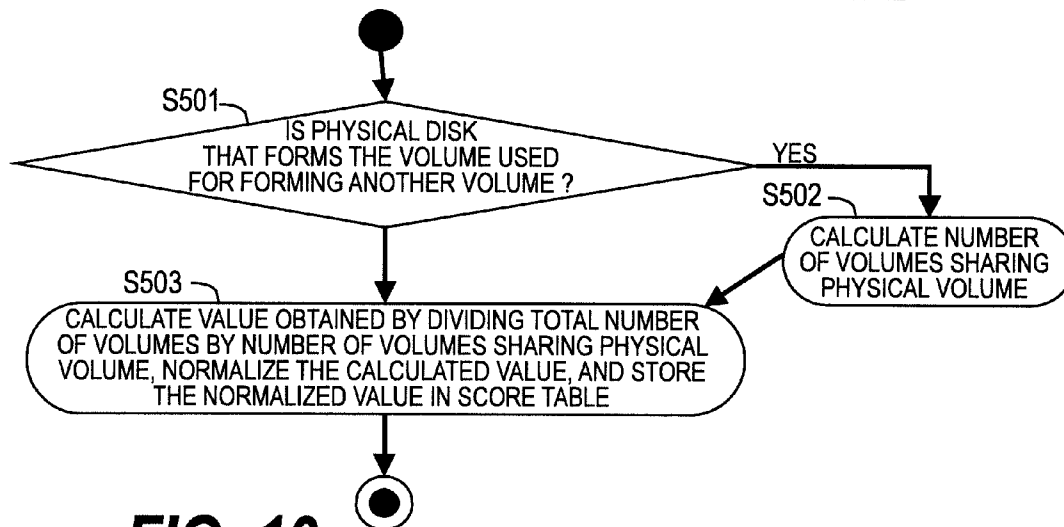 S501
IS PHYSICAL DISK
THAT FORMS THE VOLUME USED
FOR FORMING ANOTHER VOLUME ?
YES
S502
CALCULATE NUMBER
OF VOLUMES SHARING
PHYSICAL VOLUME
S503
CALCULATE VALUE OBTAINED BY DIVIDING TOTAL NUMBER
OF VOLUMES BY NUMBER OF VOLUMES SHARING PHYSICAL
VOLUME, NORMALIZE THE CALCULATED VALUE, AND STORE
THE NORMALIZED VALUE IN SCORE TABLE